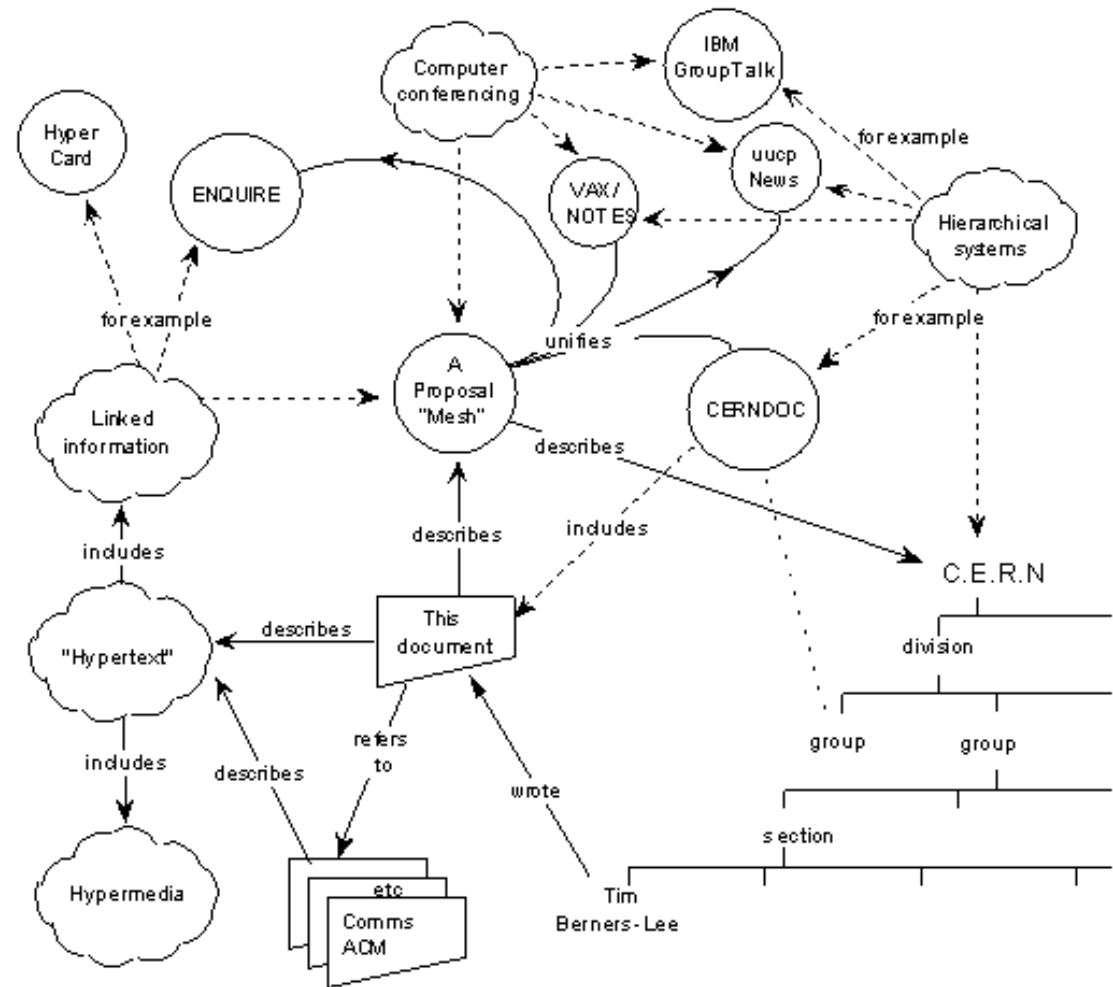 IBM
GroupTalk
Computer
conferencing
Hyper
Card
ENQUIRE
for example
uucp
News
VAX/
NOTES
Hierarchical
systems
for example
for example
unifies
A
Proposal
"Mesh"
CERNDOC
Linked
information
describes
includes
describes
includes
C.E.R.N
This
document
describes
"Hypertext"
division
refers
to
group
group
includes
describes
wrote
section
Hypermedia
etc
Comms
ACM
Tim
Berners-Lee